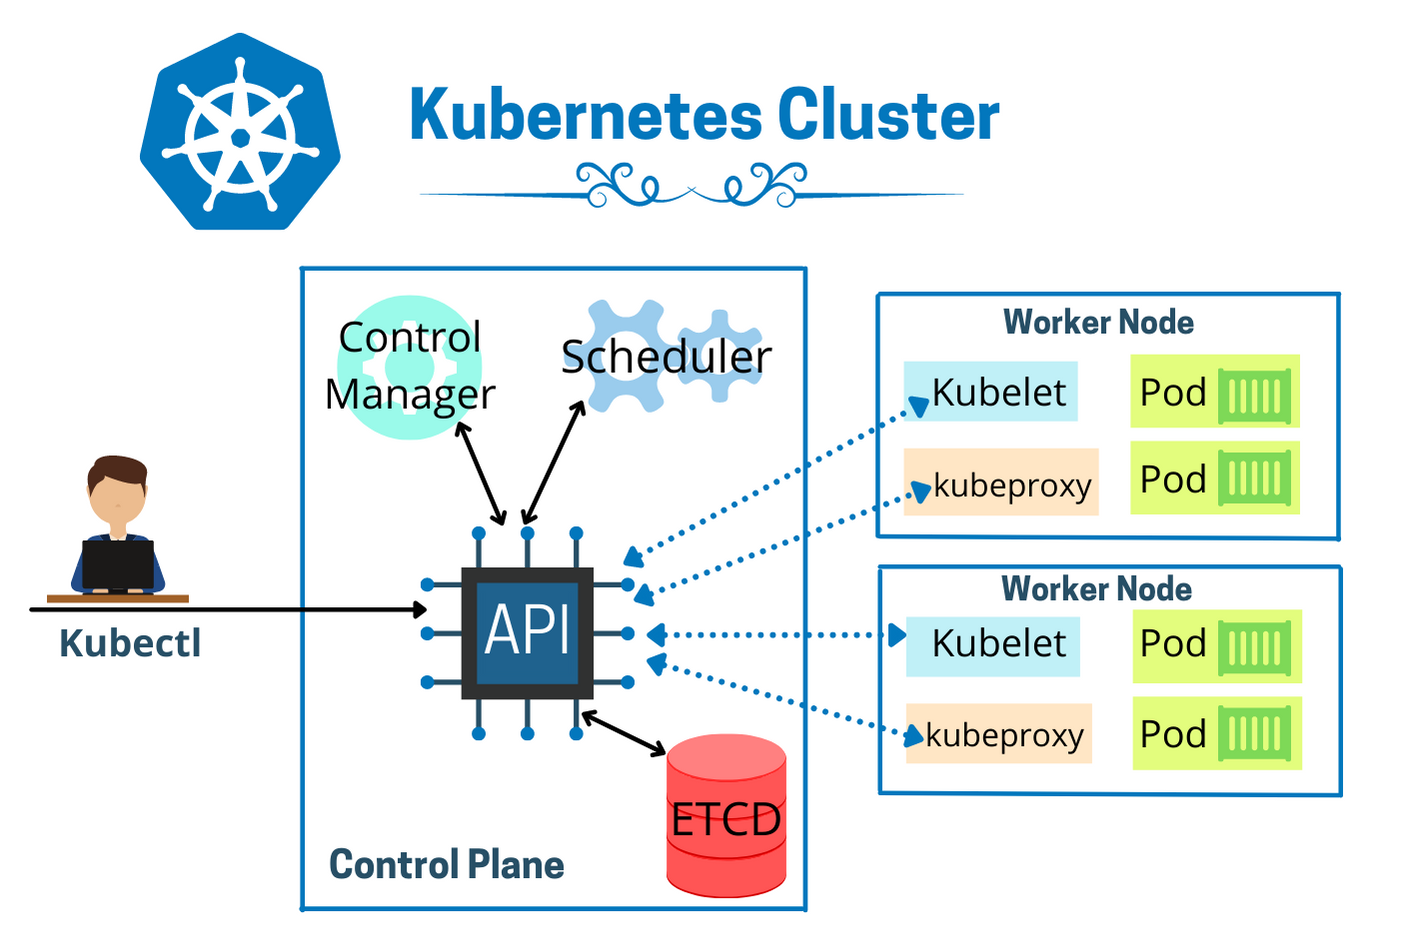 Kubernetes Cluster
Control
Manager
Scheduler
Kubectl
API
ETCD
Control Plane
Worker Node
Kubelet
Pod
kubeproxy
Pod
Worker Node
Kubelet
Pod
kubeproxy
Pod